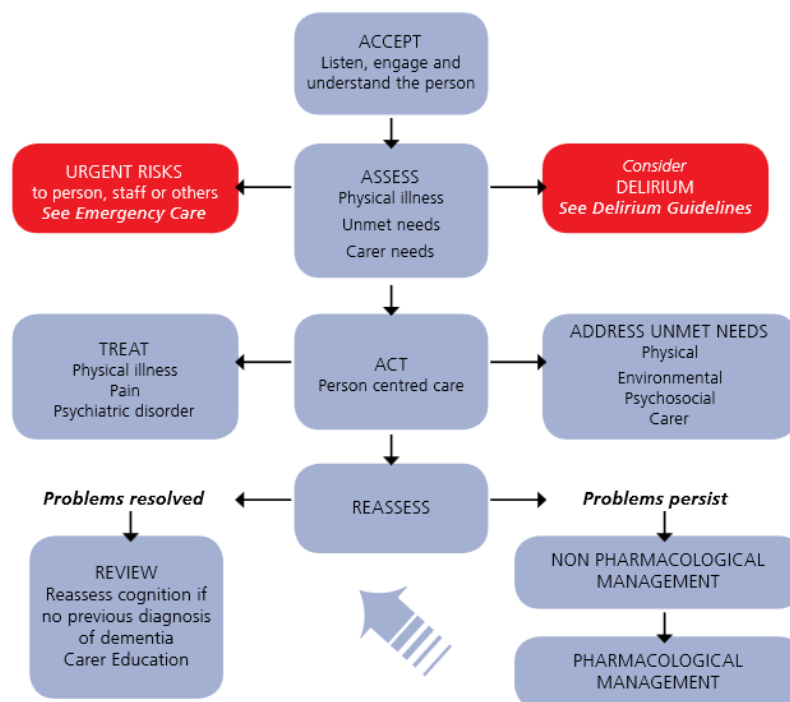 ACCEPT
Listen, engage and
understand the person
URGENT RISKS
to person, staff or others
See Emergency Care
ASSESS
Physical illness
Unmet needs
Carer needs
Consider
DELIRIUM
See Delirium Guidelines
TREAT
Physical illness
Pain
Psychiatric disorder
ACT
Person centred care
ADDRESS UNMET NEEDS
Physical
Environmental
Psychosocial
Carer
Problems resolved
REASSESS
Problems persist
REVIEW
Reassess cognition if
no previous diagnosis
of dementia
Carer Education
NON PHARMACOLOGICAL
MANAGEMENT
PHARMACOLOGICAL
MANAGEMENT